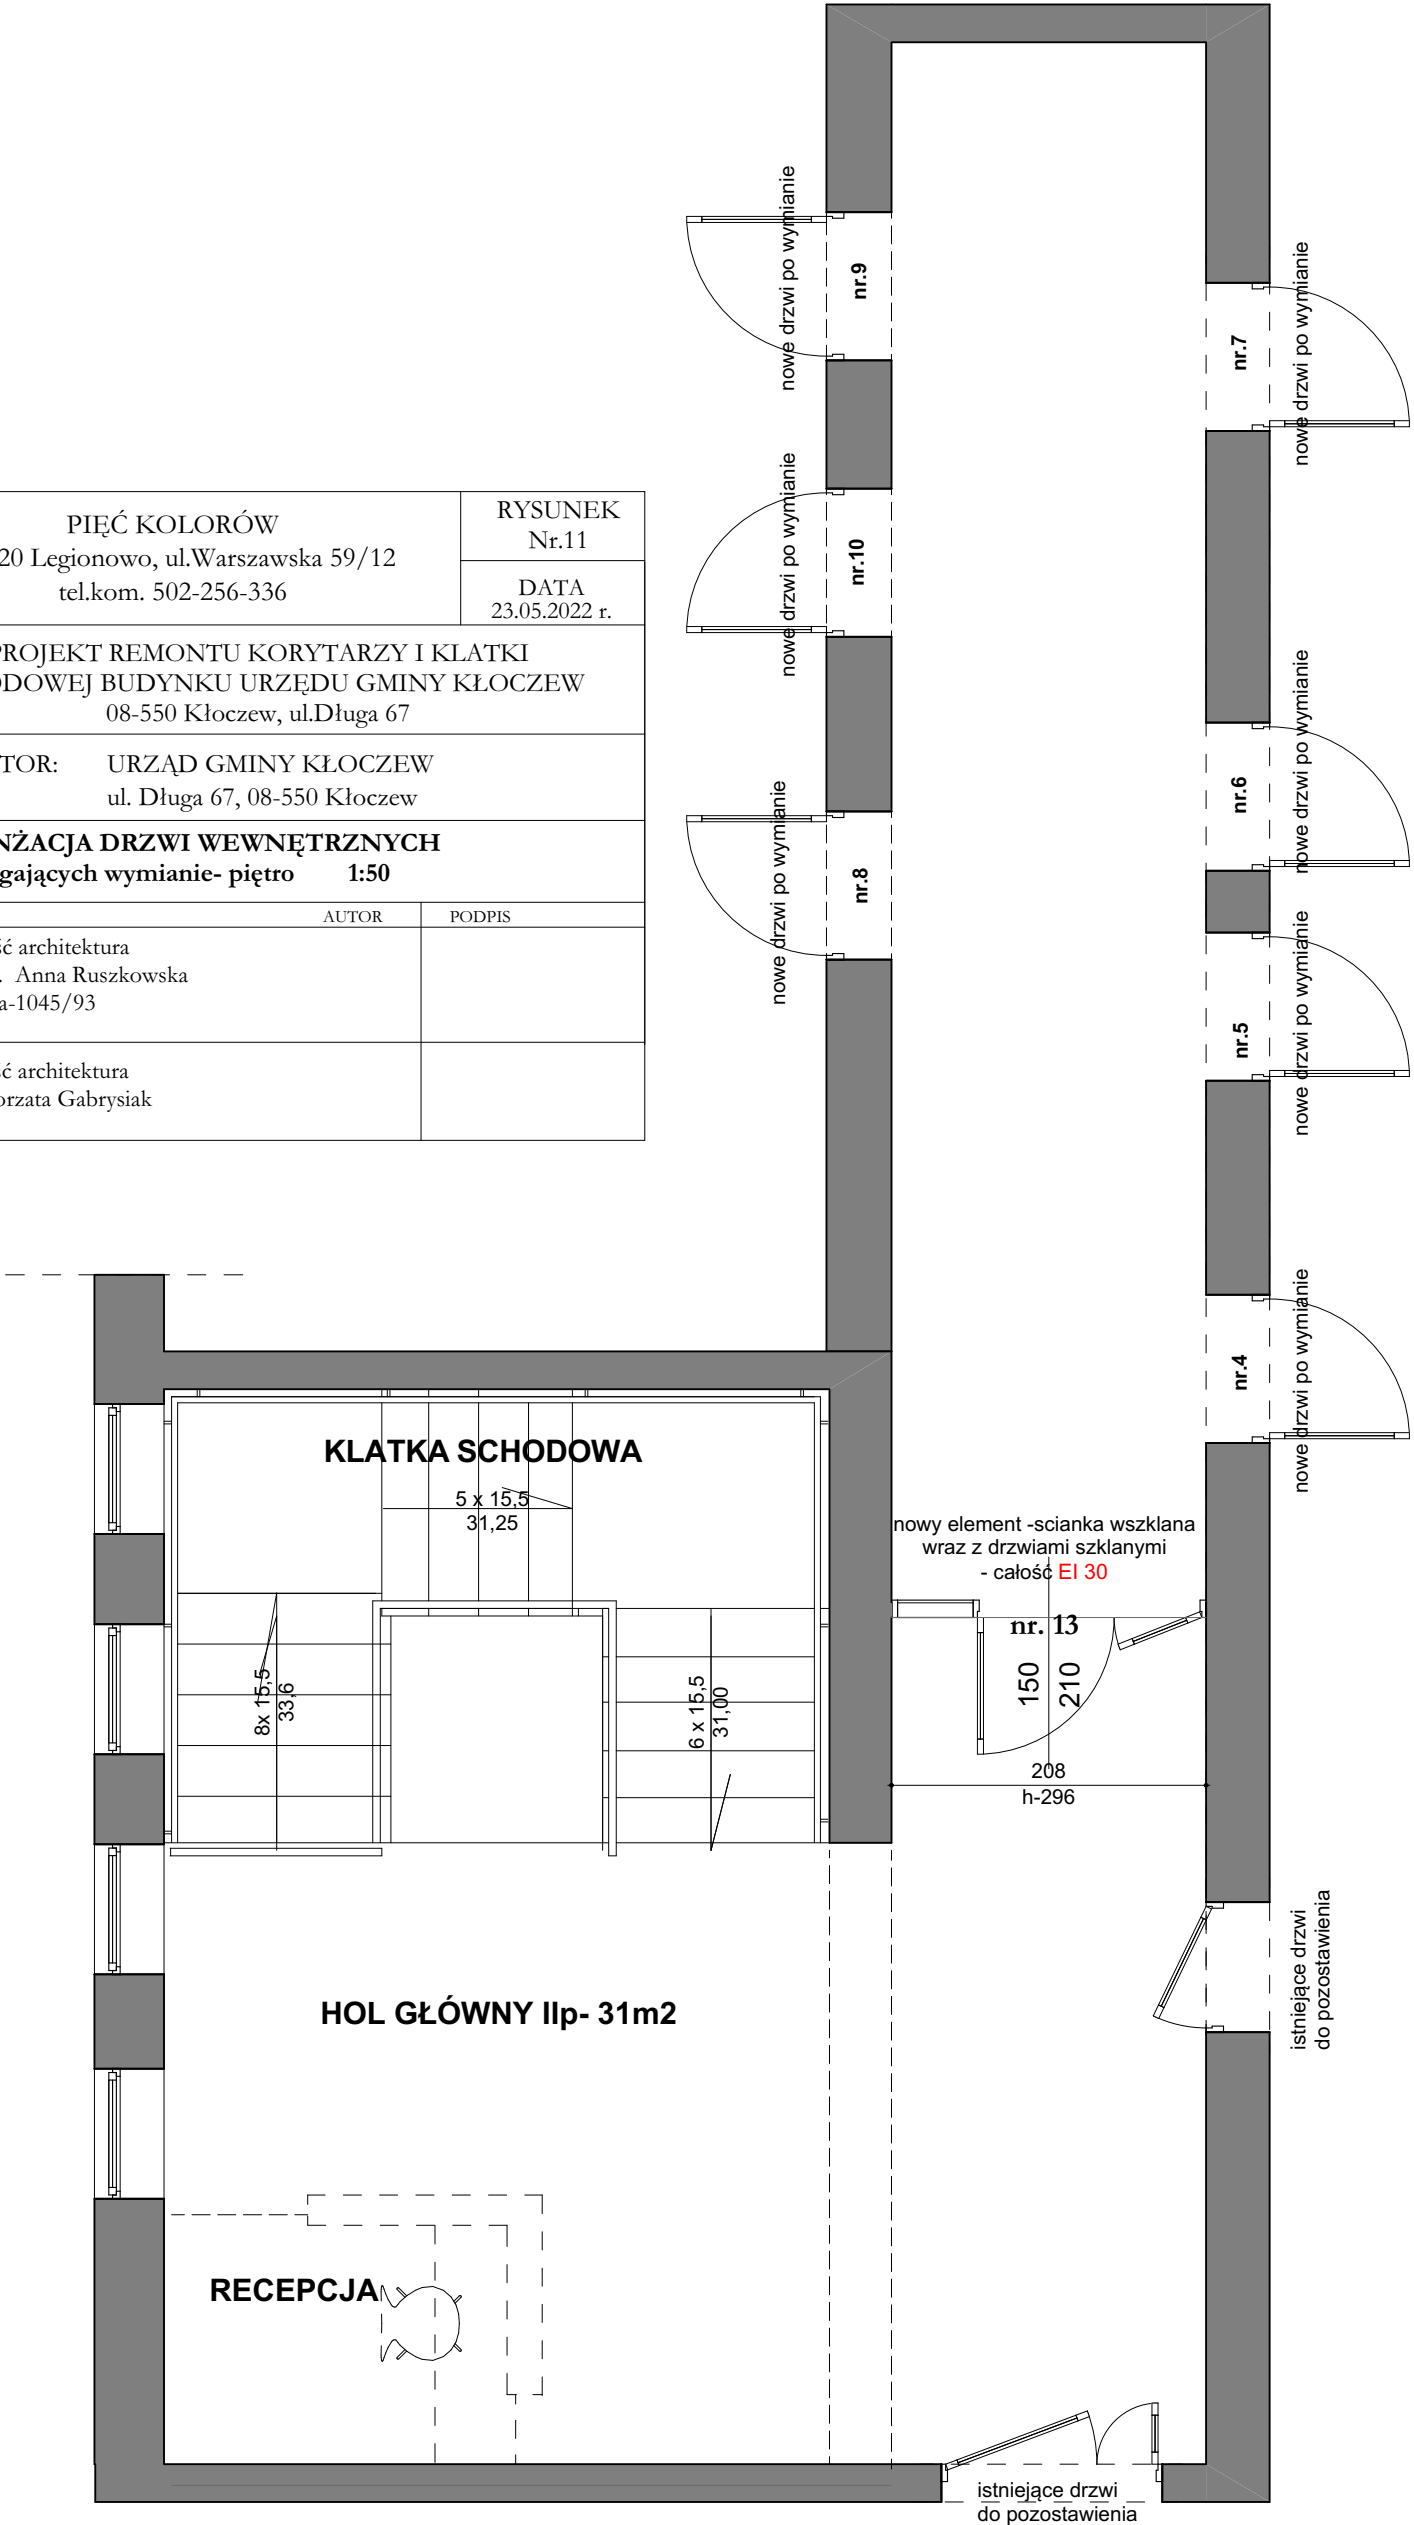 PIĘĆ KOLORÓW
20 Legionowo, ul.Warszawska 59/12
tel.kom. 502-256-336
RYSUNEK
Nr.11
DATA
23.05.2022 r.
PROJEKT REMONTU KORYTARZY I KLATKI
ODOWEJ BUDYNKU URZĘDU GMINY KŁOCZEW
08-550 Kłoczew, ul.Długa 67
TOR: URZĄD GMINY KŁOCZEW
ul. Długa 67, 08-550 Kłoczew
NŻACJA DRZWI WEWNĘTRZNYCH
gających wymianie- piętro 1:50
AUTOR PODPIS
ść architektura
. Anna Ruszkowska
a-1045/93
ść architektura
orzata Gabrysiak
nowe drzwi po wymianie
nr.9
nowe drzwi po wymianie
nr.7
nowe drzwi po wymianie
nr.10
nowe drzwi po wymianie
nr.6
nowe drzwi po wymianie
nr.8
nowe drzwi po wymianie
nr.5
nowe drzwi po wymianie
nr.4
KLATKA SCHODOWA
5 x 15,5
31,25
8x 15,5
33,6
6 x 15,5
31,00
nowy element -scianka wszklana
wraz z drzwiami szklanymi
- całość EI 30
nr. 13
150
210
208
h-296
istniejące drzwi
do pozostawienia
HOL GŁÓWNY IIp- 31m2
RECEPCJA
istniejące drzwi
do pozostawienia